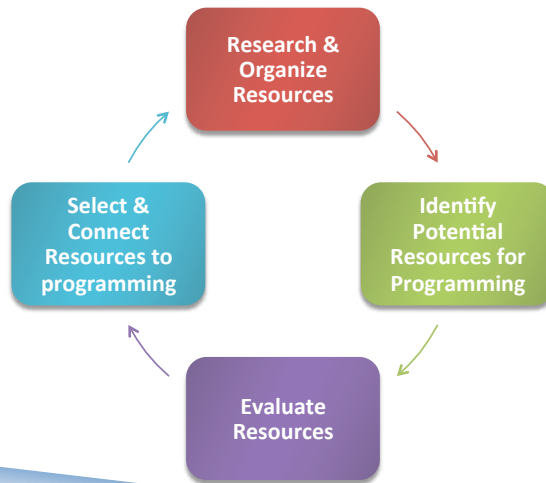 Research &
Organize
Resources
Identify
Potential
Resources for
Programming
Evaluate
Resources
Select &
Connect
Resources to
programming